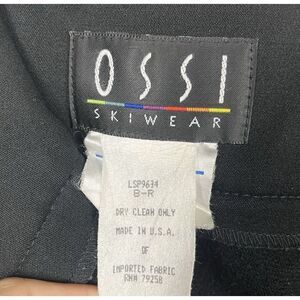 OSSI
SKIWEAR
LSP9634
8-R
DRY CLEAN ONLY
MADE IN U.S.A.
OF
IMPORTED FABRIC
RN# 79258